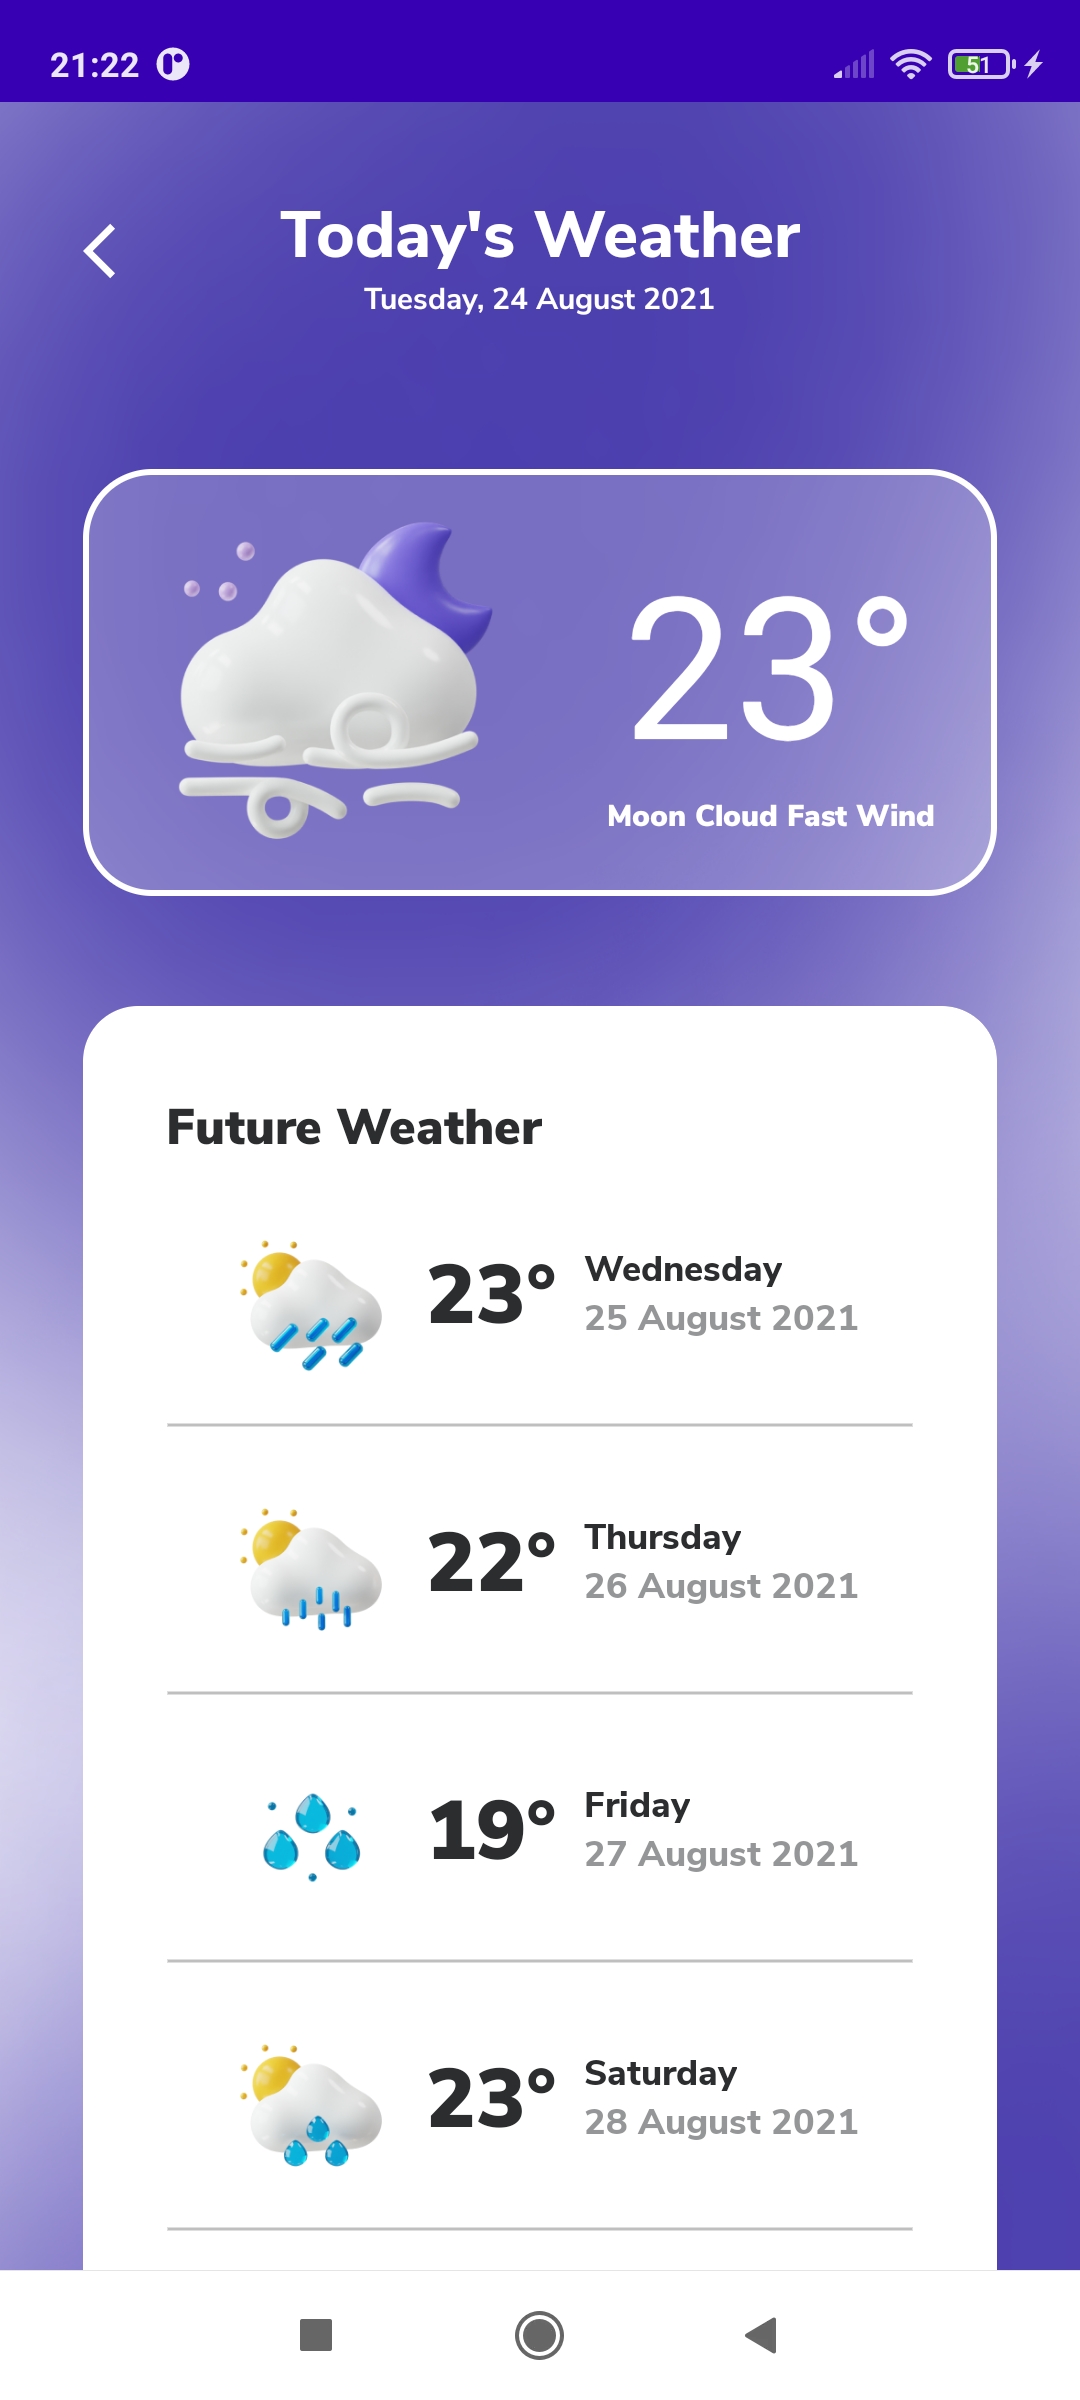 21:22
51
Today's Weather
Tuesday, 24 August 2021
23°
Moon Cloud Fast Wind
Future Weather
23°
Wednesday
25 August 2021
22°
Thursday
26 August 2021
19°
Friday
27 August 2021
23°
Saturday
28 August 2021